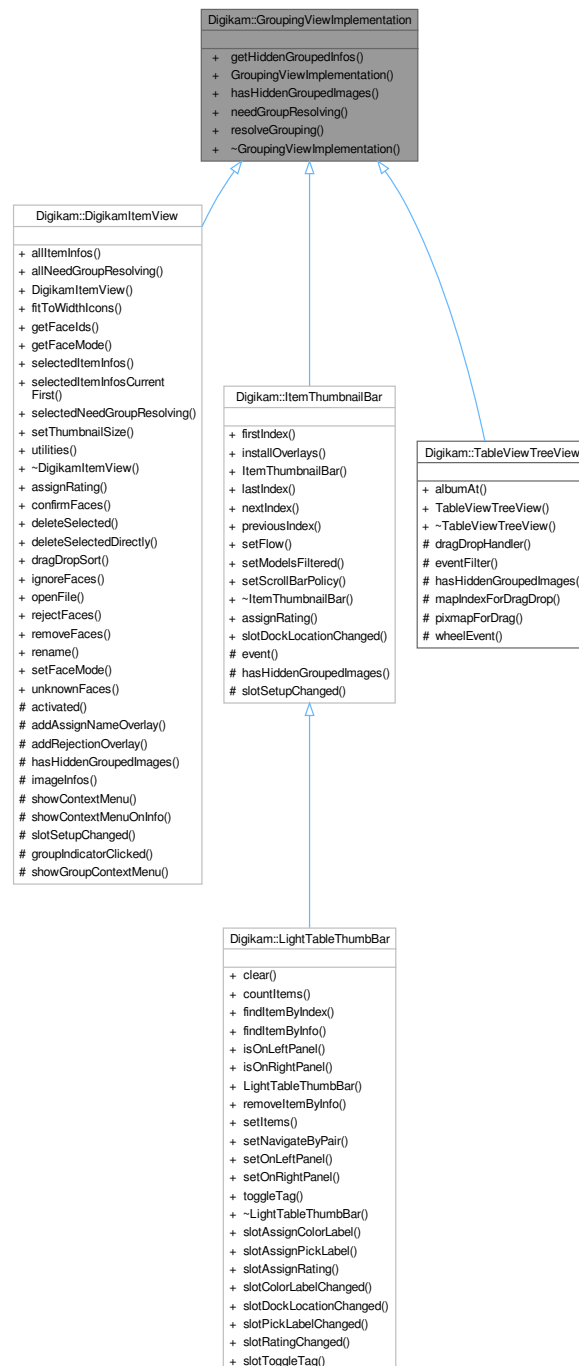 Digikam::GroupingViewImplementation
+ getHiddenGroupedInfos()
+ GroupingViewImplementation()
+ hasHiddenGroupedImages()
+ needGroupResolving()
+ resolveGrouping()
+ ~GroupingViewImplementation()
Digikam::DigikamItemView
+ allItemInfos()
+ allNeedGroupResolving()
+ DigikamItemView()
+ fitToWidthIcons()
+ getFaceIds()
+ getFaceMode()
+ selectedItemInfos()
+ selectedItemInfosCurrent
First()
+ selectedNeedGroupResolving()
+ setThumbnailSize()
+ utilities()
+ ~DigikamItemView()
+ assignRating()
+ confirmFaces()
+ deleteSelected()
+ deleteSelectedDirectly()
+ dragDropSort()
+ ignoreFaces()
+ openFile()
+ rejectFaces()
+ removeFaces()
+ rename()
+ setFaceMode()
+ unknownFaces()
# activated()
# addAssignNameOverlay()
# addRejectionOverlay()
# hasHiddenGroupedImages()
# imageInfos()
# showContextMenu()
# showContextMenuOnInfo()
# slotSetupChanged()
# groupIndicatorClicked()
# showGroupContextMenu()
Digikam::ItemThumbnailBar
+ firstIndex()
+ installOverlays()
+ ItemThumbnailBar()
+ lastIndex()
+ nextIndex()
+ previousIndex()
+ setFlow()
+ setModelsFiltered()
+ setScrollBarPolicy()
+ ~ItemThumbnailBar()
+ assignRating()
+ slotDockLocationChanged()
# event()
# hasHiddenGroupedImages()
# slotSetupChanged()
Digikam::TableViewTreeView
+ albumAt()
+ TableViewTreeView()
+ ~TableViewTreeView()
# dragDropHandler()
# eventFilter()
# hasHiddenGroupedImages()
# mapIndexForDragDrop()
# pixmapForDrag()
# wheelEvent()
Digikam::LightTableThumbBar
+ clear()
+ countItems()
+ findItemByIndex()
+ findItemByInfo()
+ isOnLeftPanel()
+ isOnRightPanel()
+ LightTableThumbBar()
+ removeItemByInfo()
+ setItems()
+ setNavigateByPair()
+ setOnLeftPanel()
+ setOnRightPanel()
+ toggleTag()
+ ~LightTableThumbBar()
+ slotAssignColorLabel()
+ slotAssignPickLabel()
+ slotAssignRating()
+ slotColorLabelChanged()
+ slotDockLocationChanged()
+ slotPickLabelChanged()
+ slotRatingChanged()
+ slotToggleTag()